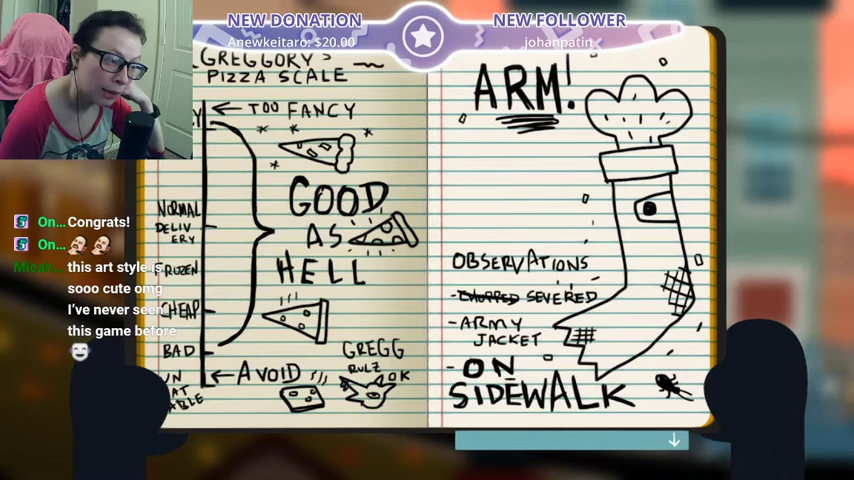 NEW DONATION
Anewkeitaro: $20.00
NEW FOLLOWER
johanpatin
GREGGORY'S
PIZZA SCALE
TOO FANCY
NORMAL
DELIV
ERY
FROZEN
CHEAP
BAD
AVOID
GOOD
AS
HELL
GREGG
RULZ
OK
ARM!
OBSERVATIONS
- CHOPPED SEVERED
- ARMY
JACKET
- ON
SIDEWALK
On... Congrats!
On...
this art style is
sooo cute omg
I've never seen
this game before